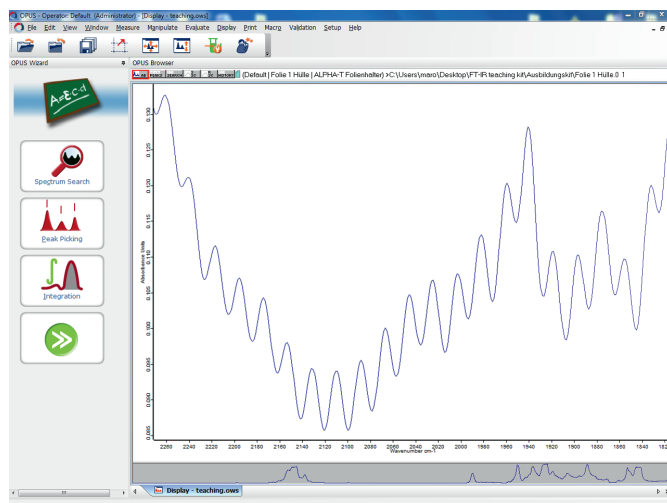 OPUS - Operator: Default (Administrator) - [Display - teaching.ows]
File Edit View Window Measure Manipulate Evaluate Display Print Macro Validation Setup Help
OPUS Wizard
OPUS Browser
(Default | Folie 1 Hülle | ALPHA-T Folienhalter) >C:\Users\maro\Desktop\FT-IR teaching kit\Ausbildungskit\Folie 1 Hülle.0 1
A=E·C·d
Spectrum Search
Peak Picking
Integration
Absorbance Units
0.130
0.125
0.120
0.115
0.110
0.105
0.100
0.095
0.090
0.085
2260 2240 2220 2200 2180 2160 2140 2120 2100 2080 2060 2040 2020 2000 1980 1960 1940 1920 1900 1880 1860 1840
Wavenumber cm-1
Display - teaching.ows